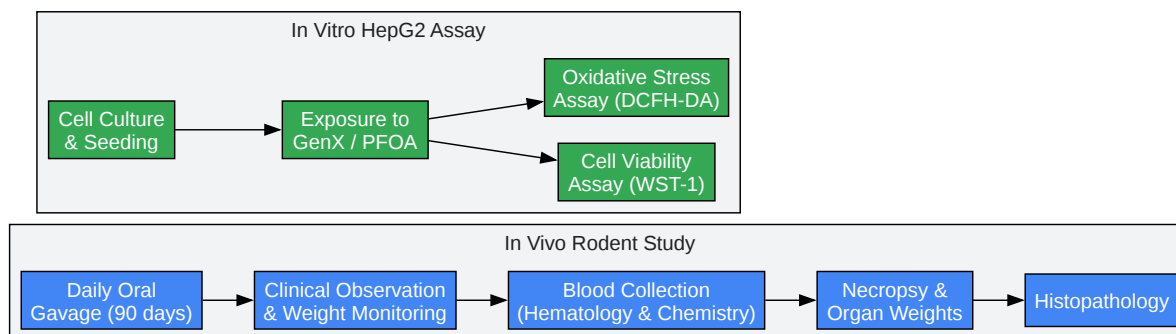 In Vitro HepG2 Assay
Cell Culture
& Seeding
Exposure to
GenX / PFOA
Oxidative Stress
Assay (DCFH-DA)
Cell Viability
Assay (WST-1)
In Vivo Rodent Study
Daily Oral
Gavage (90 days)
Clinical Observation
& Weight Monitoring
Blood Collection
(Hematology & Chemistry)
Necropsy &
Organ Weights
Histopathology